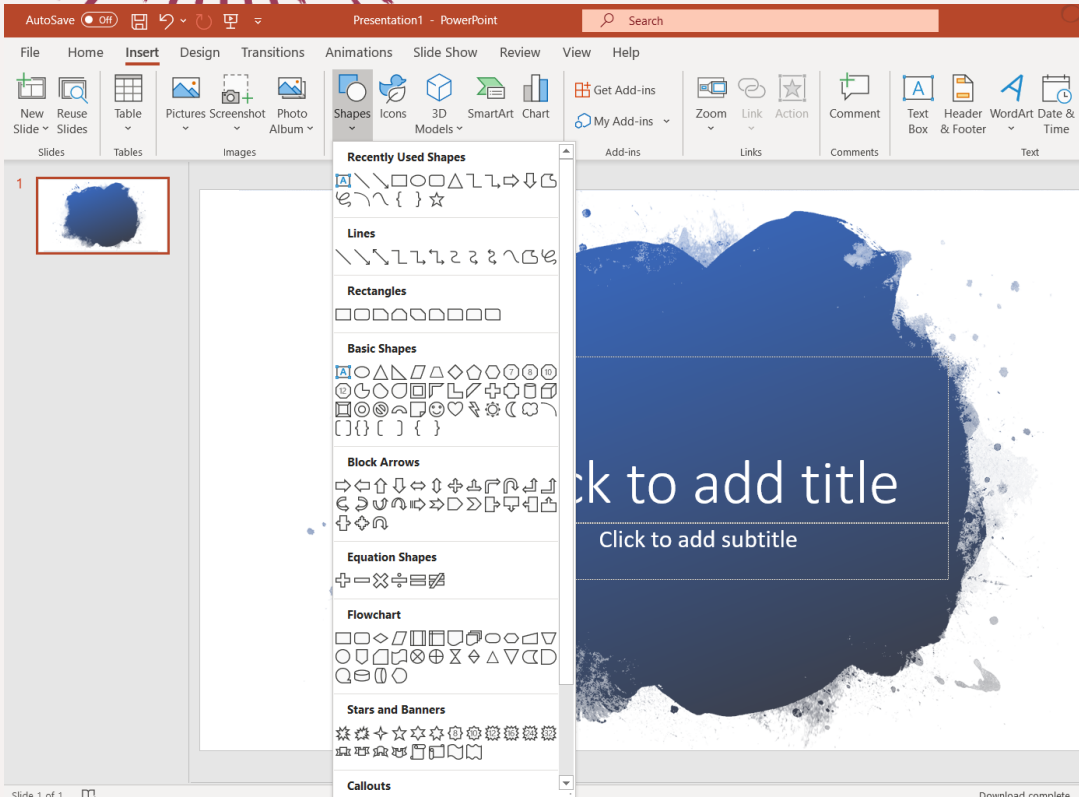 AutoSave Off Presentation1 - PowerPoint Search
File Home Insert Design Transitions Animations Slide Show Review View Help
New Slide
Reuse Slides
Table
Pictures
Screenshot
Photo Album
Shapes
Icons
3D Models
SmartArt
Chart
Get Add-ins
My Add-ins
Zoom
Link
Action
Comment
Text Box
Header & Footer
WordArt
Date & Time
Slides Tables Images Add-ins Links Comments Text
1
Recently Used Shapes
Lines
Rectangles
Basic Shapes
Block Arrows
Equation Shapes
Flowchart
Stars and Banners
Callouts
ck to add title
Click to add subtitle
Slide 1 of 1
Download complete